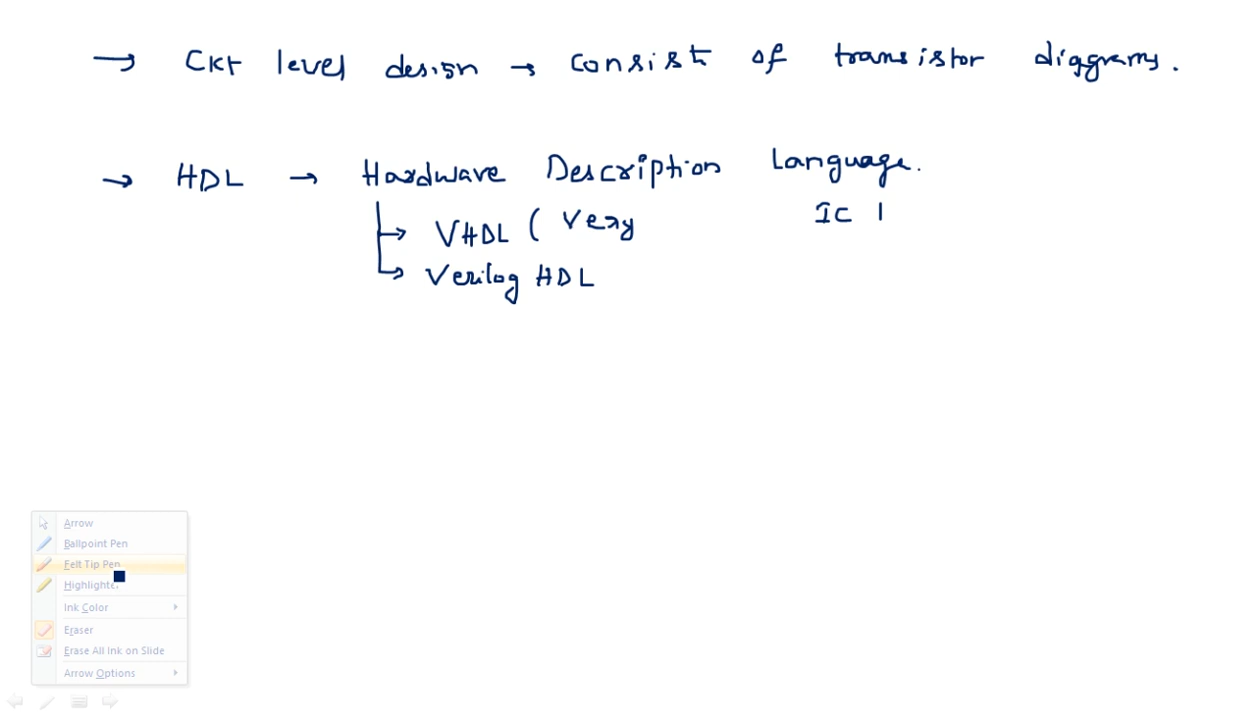 → Ckt level design → consist of transistor diagrams.
→ HDL → Hardware Description Language.
→ VHDL ( Very IC |
→ Verilog HDL
Arrow
Ballpoint Pen
Felt Tip Pen
Highlighter
Ink Color
Eraser
Erase All Ink on Slide
Arrow Options